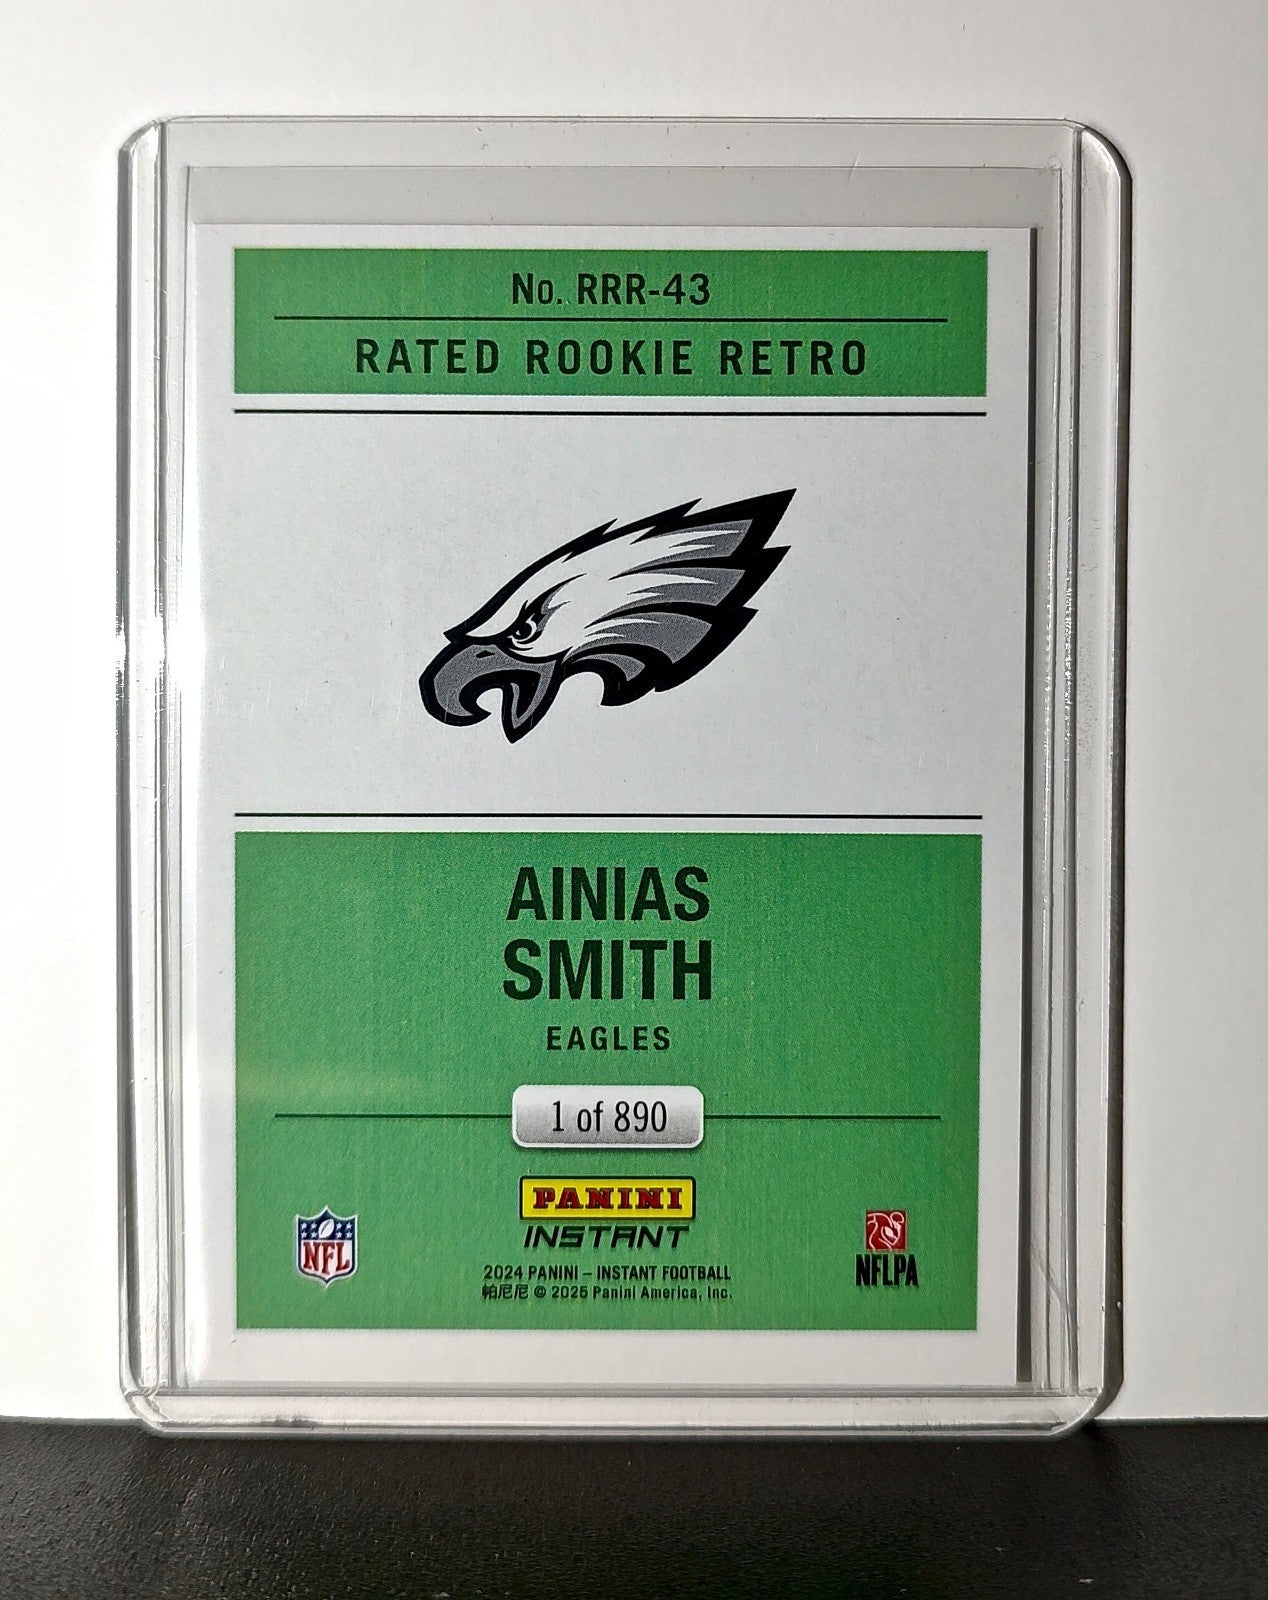 No. RRR-43
RATED ROOKIE RETRO
AINIAS
SMITH
EAGLES
1 of 890
PANINI
INSTANT
NFL
NFLPA
2024 PANINI – INSTANT FOOTBALL
帕尼尼 © 2025 Panini America, Inc.